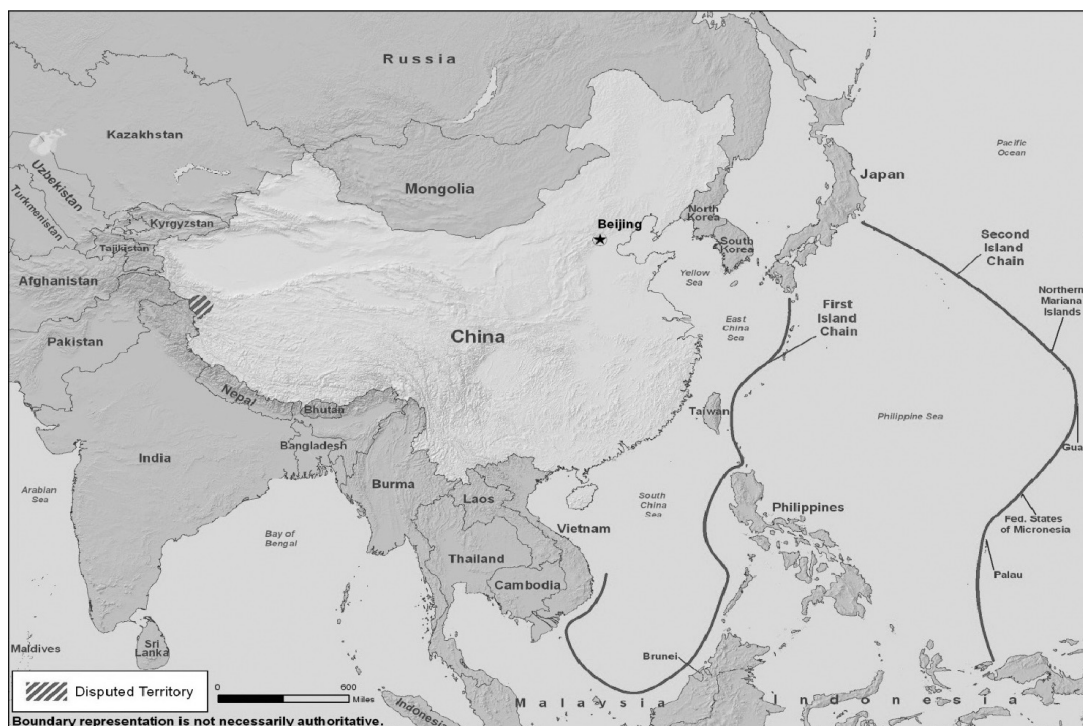 Russia
Kazakhstan
Uzbekistan
Turkmenistan
Mongolia
Kyrgyzstan
Tajikistan
Afghanistan
Pakistan
Beijing
North
Korea
South
Korea
Japan
Pacific
Ocean
Yellow
Sea
Second
Island
Chain
Northern
Mariana
Islands
First
Island
Chain
East
China
Sea
China
Nepal
Bhutan
Bangladesh
India
Burma
Taiwan
Philippine Sea
Gua
Arabian
Sea
Bay of
Bengal
Laos
Vietnam
South
China
Sea
Philippines
Fed. States
of Micronesia
Thailand
Cambodia
Palau
Maldives
Sri
Lanka
Brunei
Malaysia
Indonesia
Indonesia
Disputed Territory
0 600
Miles
Boundary representation is not necessarily authoritative.